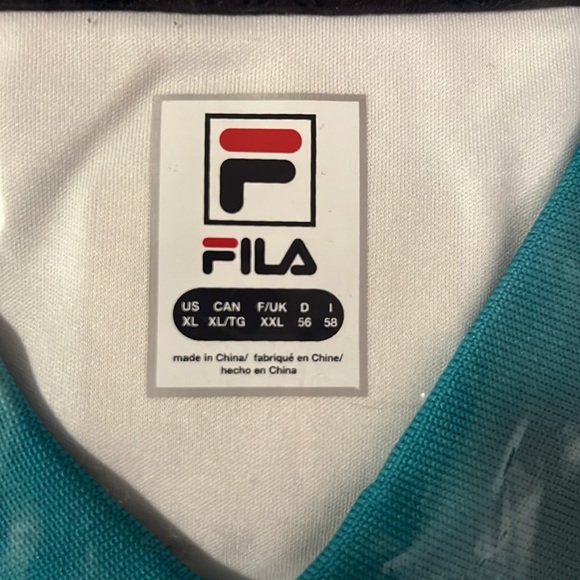 F
FILA
US CAN F/UK D I
XL XL/TG XXL 56 58
made in China/ fabriqué en Chine/
hecho en China